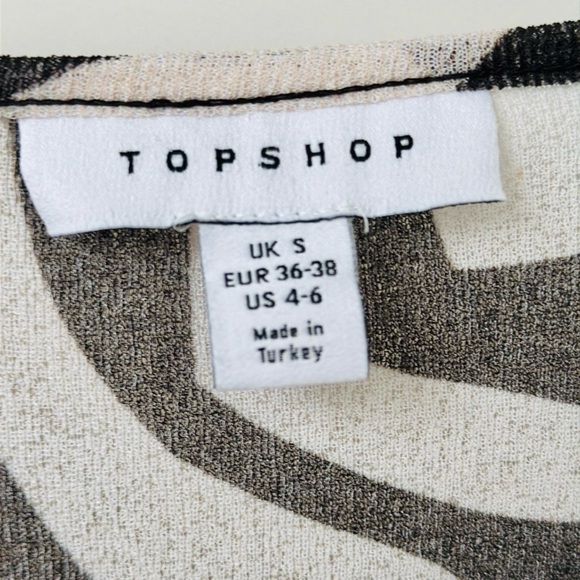 TOPSHOP
UK S
EUR 36-38
US 4-6
Made in
Turkey